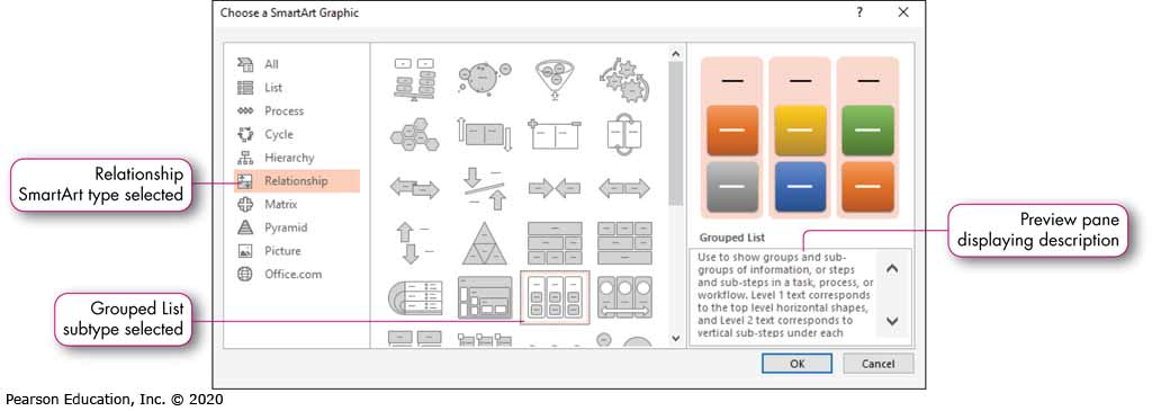 Choose a SmartArt Graphic
?
All
List
Process
Cycle
Hierarchy
Relationship
Matrix
Pyramid
Picture
Office.com
Relationship
SmartArt type selected
Grouped List
subtype selected
Grouped List
Use to show groups and sub-
groups of information, or steps
and sub-steps in a task, process, or
workflow. Level 1 text corresponds
to the top level horizontal shapes,
and Level 2 text corresponds to
vertical sub-steps under each
Preview pane
displaying description
OK
Cancel
Pearson Education, Inc. © 2020